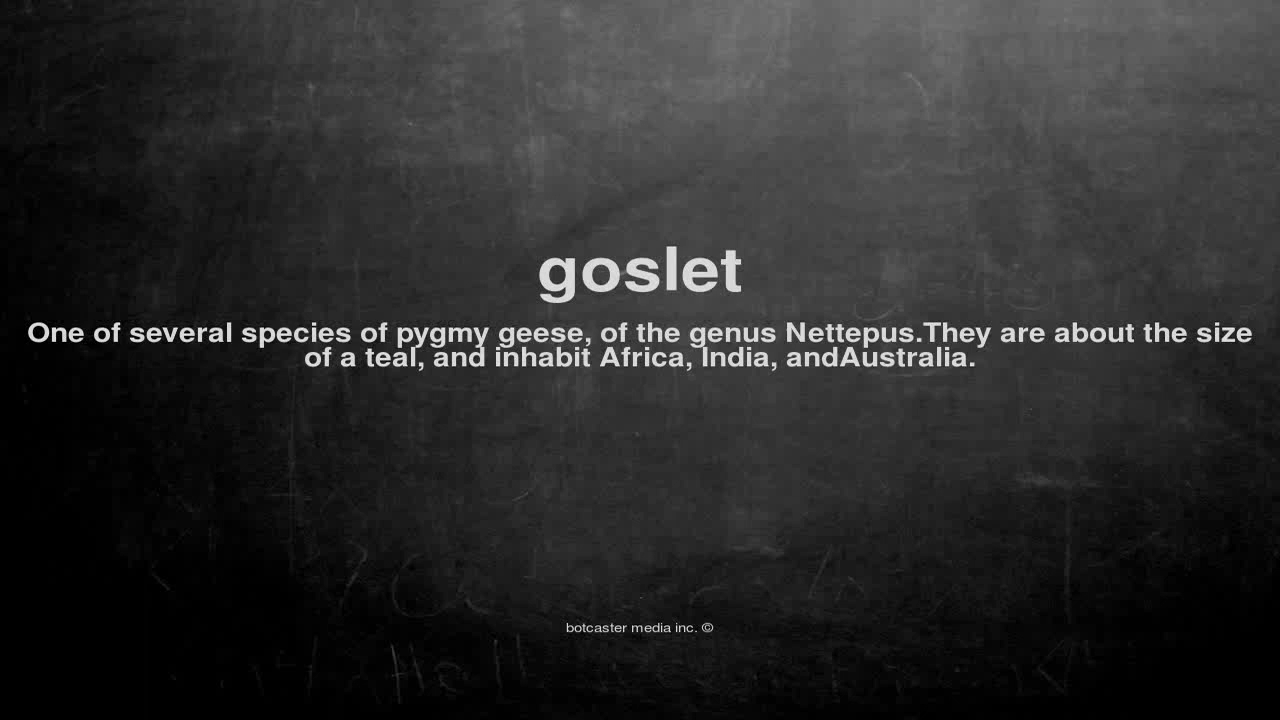 goslet
One of several species of pygmy geese, of the genus Nettepus.They are about the size
of a teal, and inhabit Africa, India, andAustralia.
botcaster media inc. ©